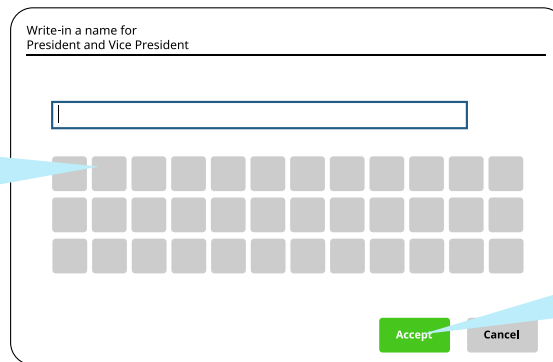 Write-in a name for
President and Vice President
Accept
Cancel